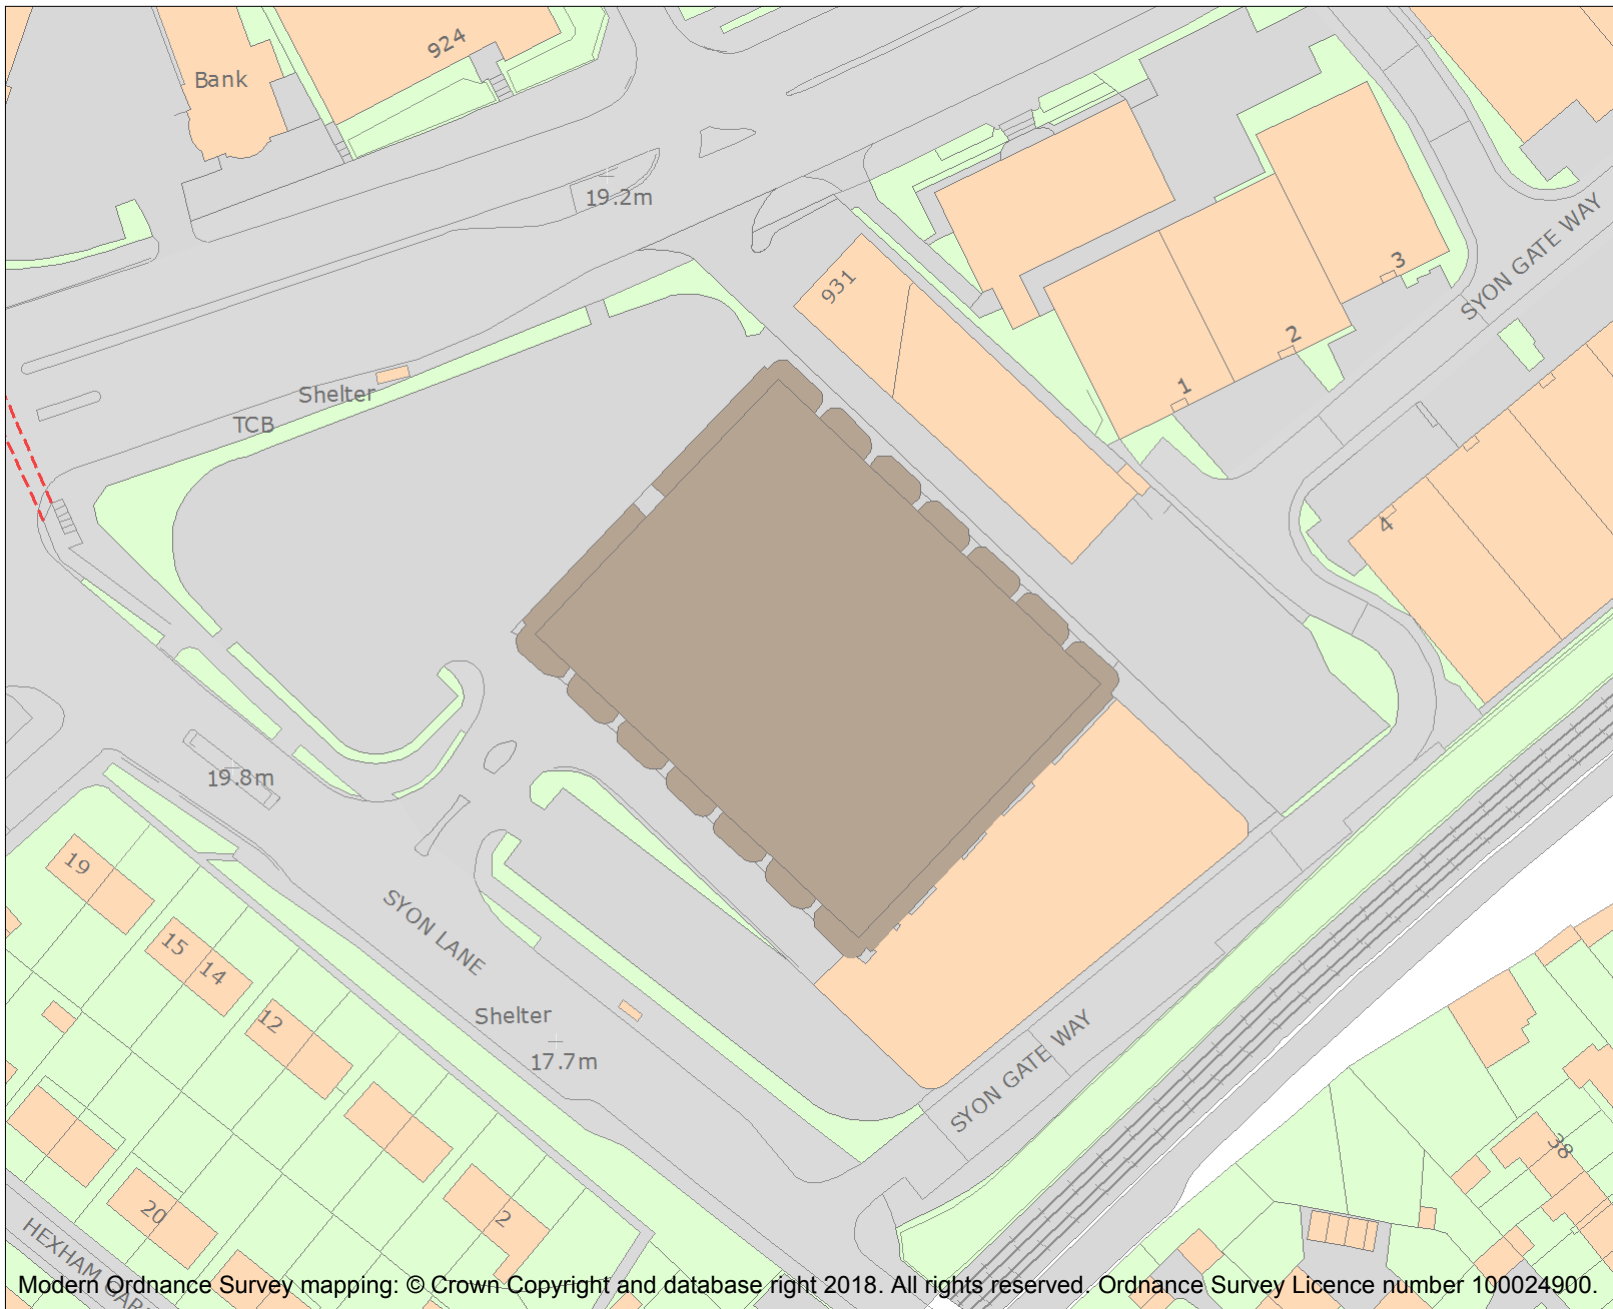 924
Bank
19.2m
931
3
SYON GATE WAY
2
1
Shelter
TCB
4
19.8m
19
15
14
12
SYON LANE
Shelter
17.7m
SYON GATE WAY
38
20
2
HEXHAM GAR
Modern Ordnance Survey mapping: © Crown Copyright and database right 2018. All rights reserved. Ordnance Survey Licence number 100024900.